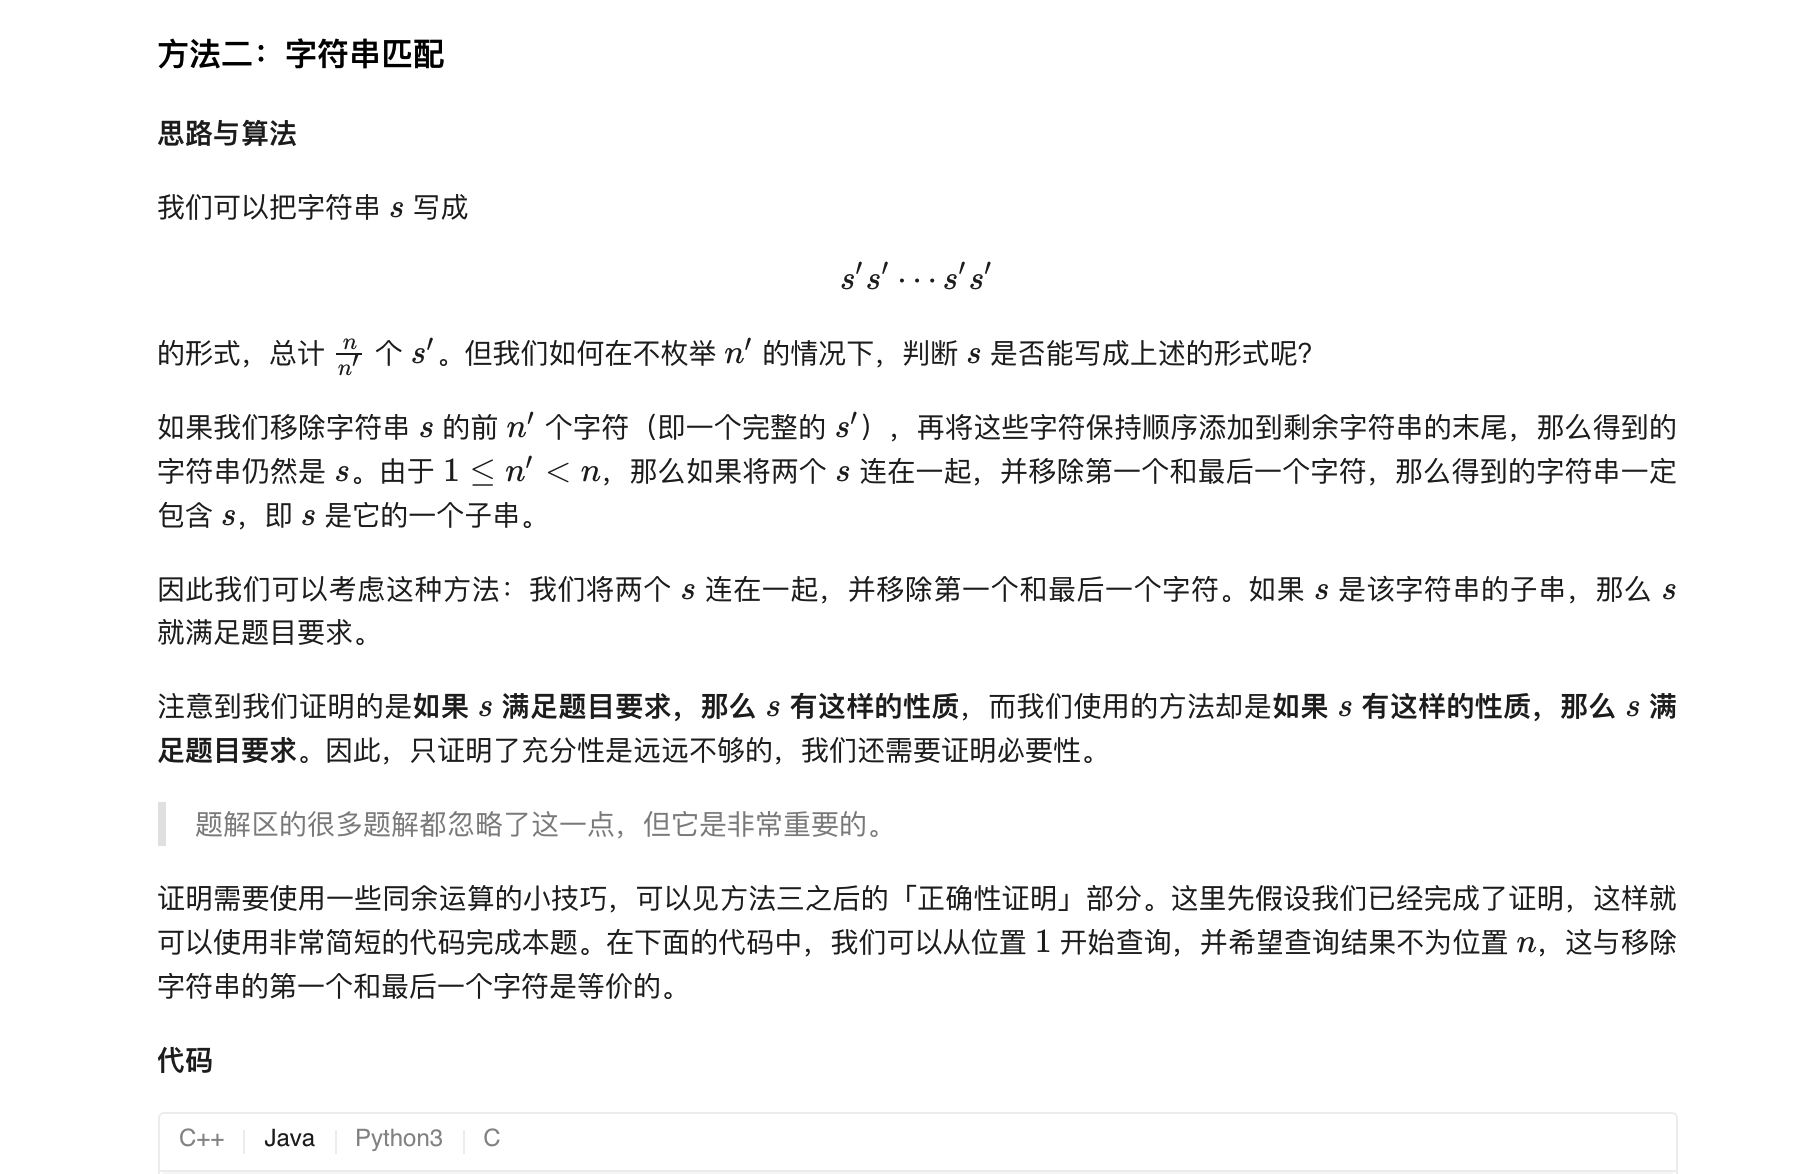 方法二：字符串匹配
思路与算法
我们可以把字符串 s 写成
s′s′⋯s′s′
的形式，总计 n/n′ 个 s′。但我们如何在不枚举 n′ 的情况下，判断 s 是否能写成上述的形式呢？
如果我们移除字符串 s 的前 n′ 个字符（即一个完整的 s′），再将这些字符保持顺序添加到剩余字符串的末尾，那么得到的
字符串仍然是 s。由于 1 ≤ n′ < n，那么如果将两个 s 连在一起，并移除第一个和最后一个字符，那么得到的字符串一定
包含 s，即 s 是它的一个子串。
因此我们可以考虑这种方法：我们将两个 s 连在一起，并移除第一个和最后一个字符。如果 s 是该字符串的子串，那么 s
就满足题目要求。
注意到我们证明的是如果 s 满足题目要求，那么 s 有这样的性质，而我们使用的方法却是如果 s 有这样的性质，那么 s 满
足题目要求。因此，只证明了充分性是远远不够的，我们还需要证明必要性。
题解区的很多题解都忽略了这一点，但它是非常重要的。
证明需要使用一些同余运算的小技巧，可以见方法三之后的「正确性证明」部分。这里先假设我们已经完成了证明，这样就
可以使用非常简短的代码完成本题。在下面的代码中，我们可以从位置 1 开始查询，并希望查询结果不为位置 n，这与移除
字符串的第一个和最后一个字符是等价的。
代码
C++ Java Python3 C